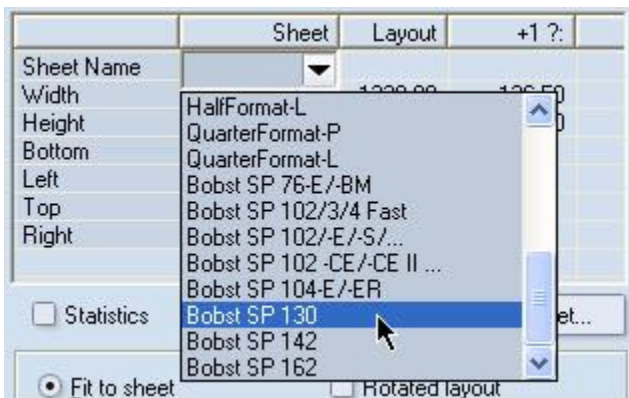 Sheet Layout +1 ?:
Sheet Name
Width
Height
Bottom
Left
Top
Right
HalfFormat-L
QuarterFormat-P
QuarterFormat-L
Bobst SP 76-E/-BM
Bobst SP 102/3/4 Fast
Bobst SP 102/-E/-S/...
Bobst SP 102 -CE/-CE II ...
Bobst SP 104-E/-ER
Bobst SP 130
Bobst SP 142
Bobst SP 162
Statistics et...
Fit to sheet Rotated layout